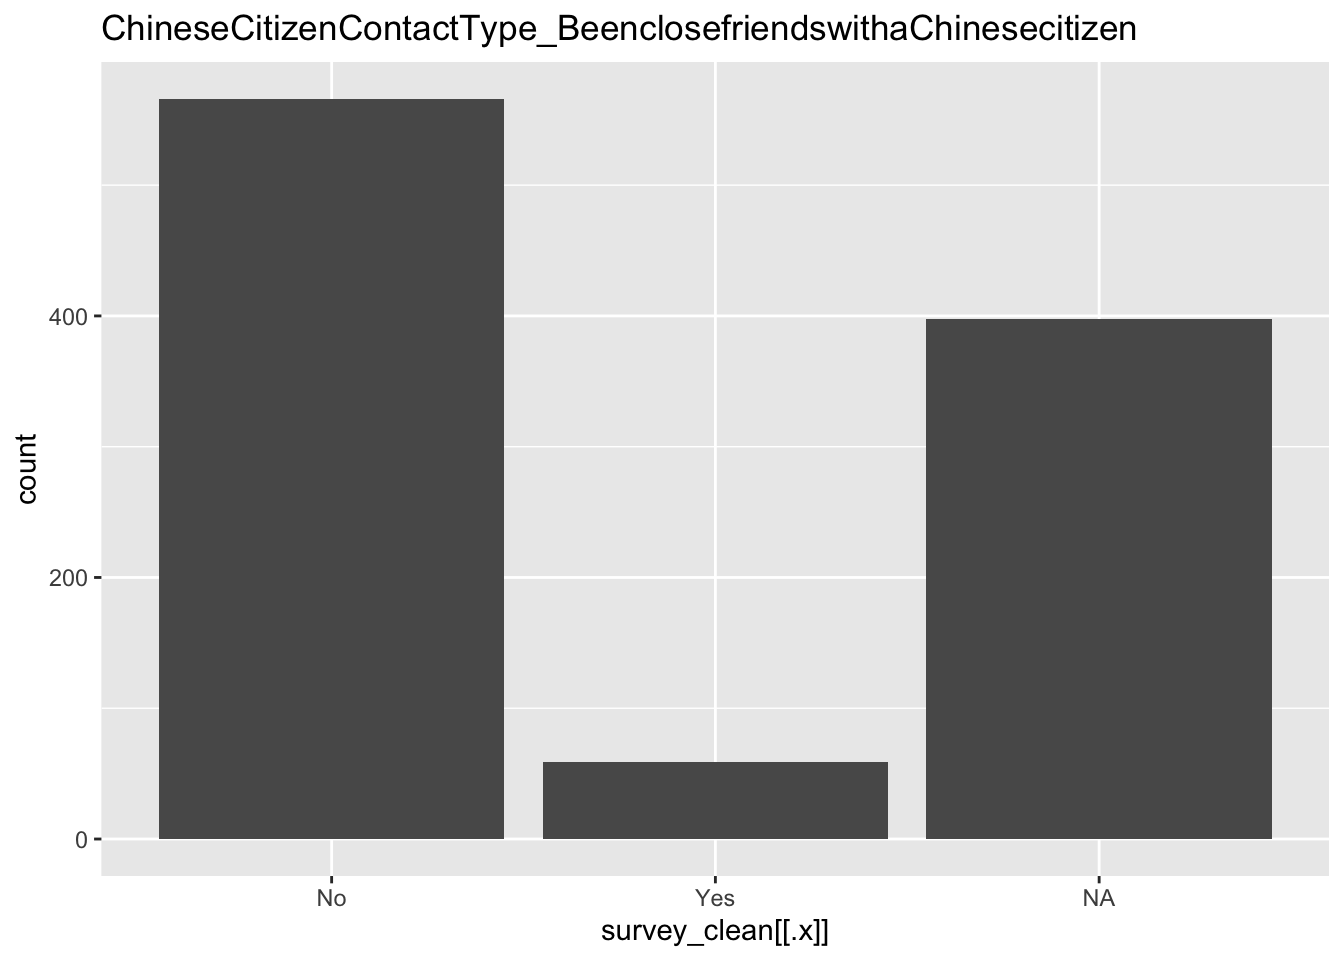 ChineseCitizenContactType_BeenclosefriendswithaChinesecitizen
400
200
0
count
No Yes NA
survey_clean[[.x]]